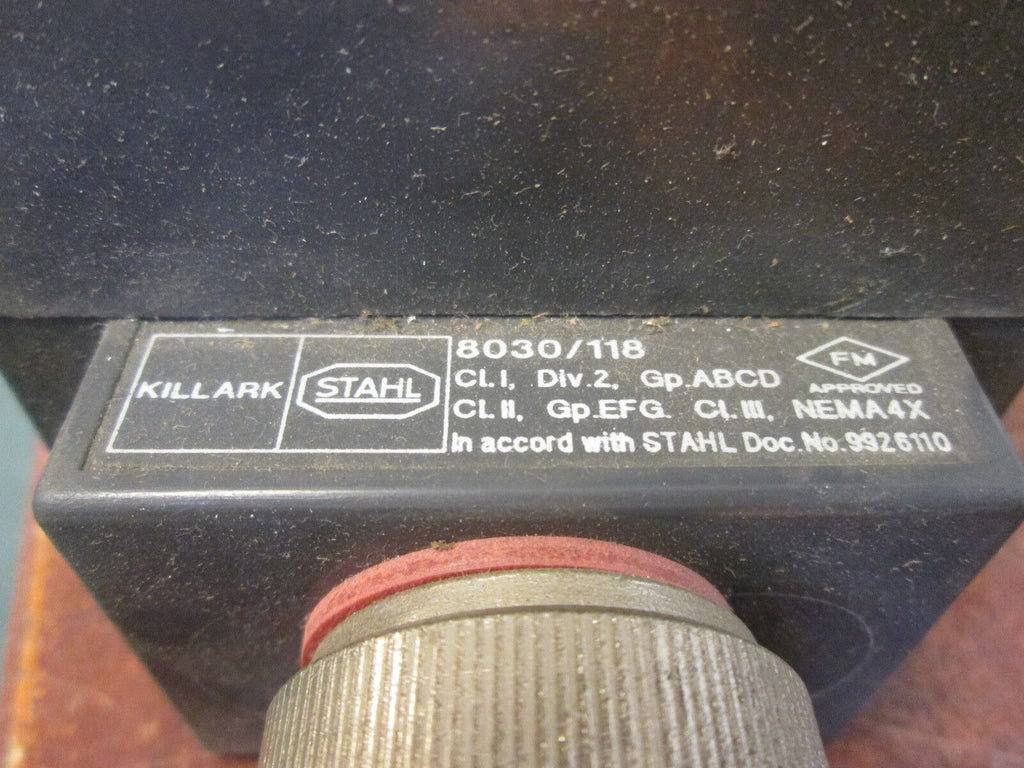 KILLARK STAHL
8030/118
Cl.I, Div.2, Gp.ABCD
Cl.II, Gp.EFG Cl.III, NEMA4X
In accord with STAHL Doc.No.9926110
FM
APPROVED